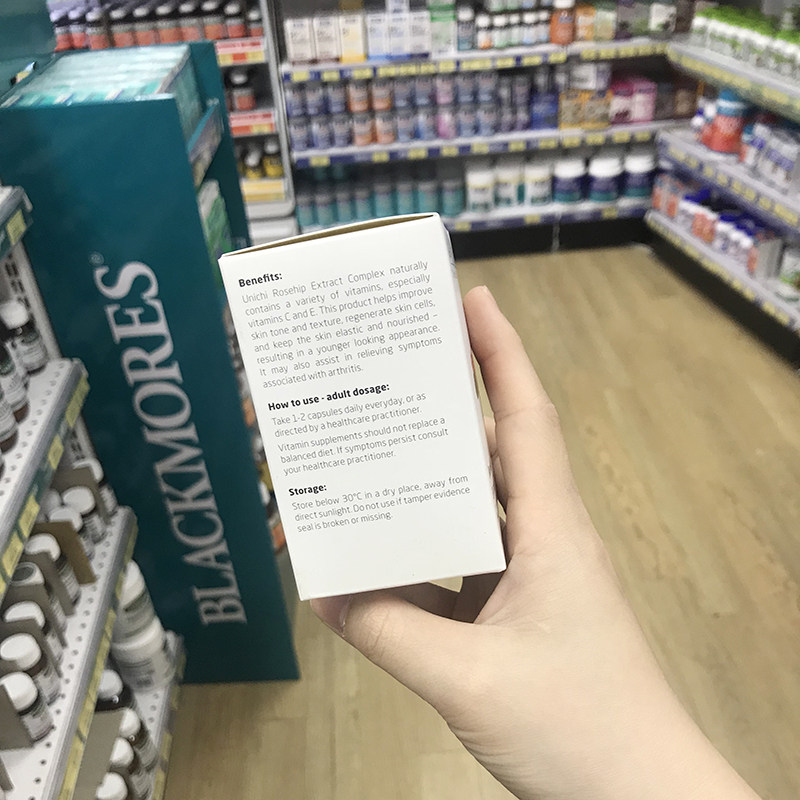 Benefits:
Unichi Rosehip Extract Complex naturally
contains a variety of vitamins, especially
vitamins C and E. This product helps improve
skin tone and texture, regenerate skin cells,
and keep the skin elastic and nourished –
resulting in a younger looking appearance.
It may also assist in relieving symptoms
associated with arthritis.
How to use - adult dosage:
Take 1-2 capsules daily everyday, or as
directed by a healthcare practitioner.
Vitamin supplements should not replace a
balanced diet. If symptoms persist consult
your healthcare practitioner.
Storage:
Store below 30°C in a dry place, away from
direct sunlight. Do not use if tamper evidence
seal is broken or missing.
BLACKMORES®